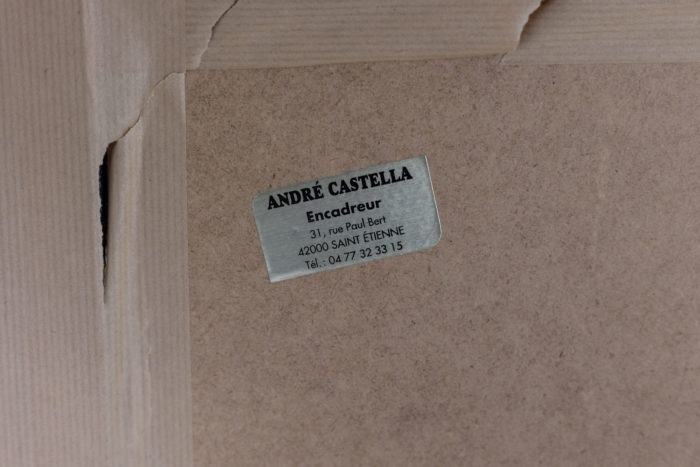 ANDRÉ CASTELLA
Encadreur
31, rue Paul Bert
42000 SAINT ÉTIENNE
Tél. : 04 77 32 33 15